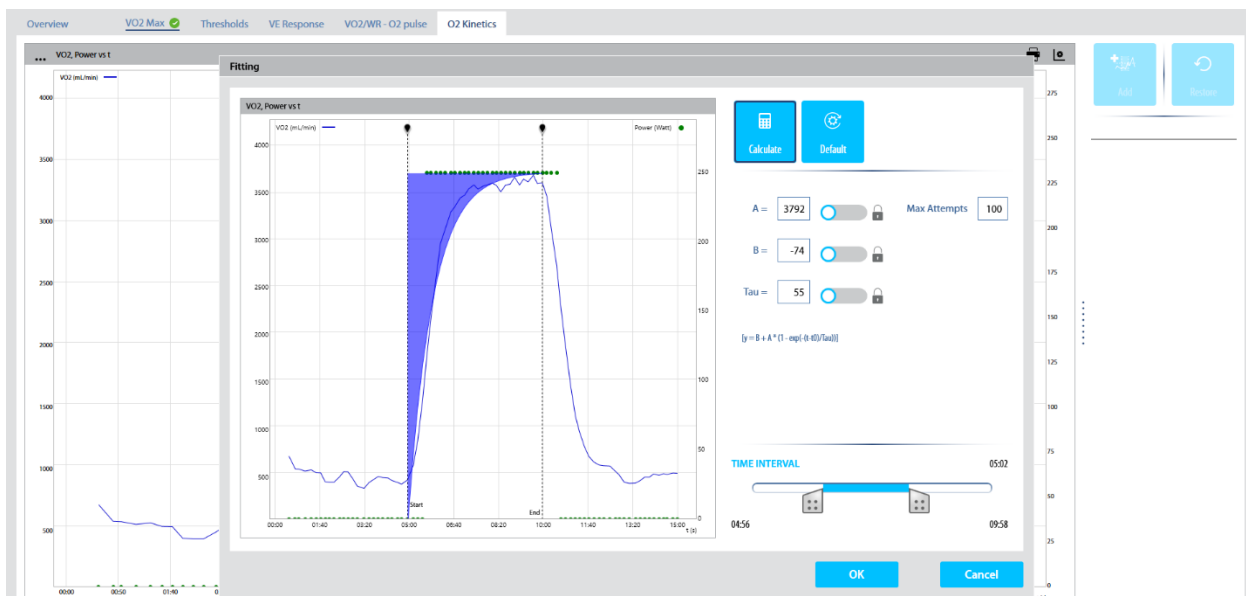 Overview VO2 Max Thresholds VE Response VO2/WR - O2 pulse O2 Kinetics
... VO2, Power vs t
VO2 (mL/min)
4000
3500
3000
2500
2000
1500
1000
500
00:00 00:50 01:40 0
275
250
225
200
175
150
125
100
75
50
25
0
Add Restore
Fitting
VO2, Power vs t
VO2 (mL/min) Power (Watt)
4000
3500
3000
2500
2000
1500
1000
500
250
200
150
100
50
0
Start End
00:00 01:40 03:20 05:00 06:40 08:20 10:00 11:40 13:20 15:00
t (s)
Calculate Default
A = 3792 Max Attempts 100
B = -74
Tau = 55
[y = B + A * (1 - exp(-(t-t0)/Tau))]
TIME INTERVAL 05:02
04:56 09:58
OK Cancel